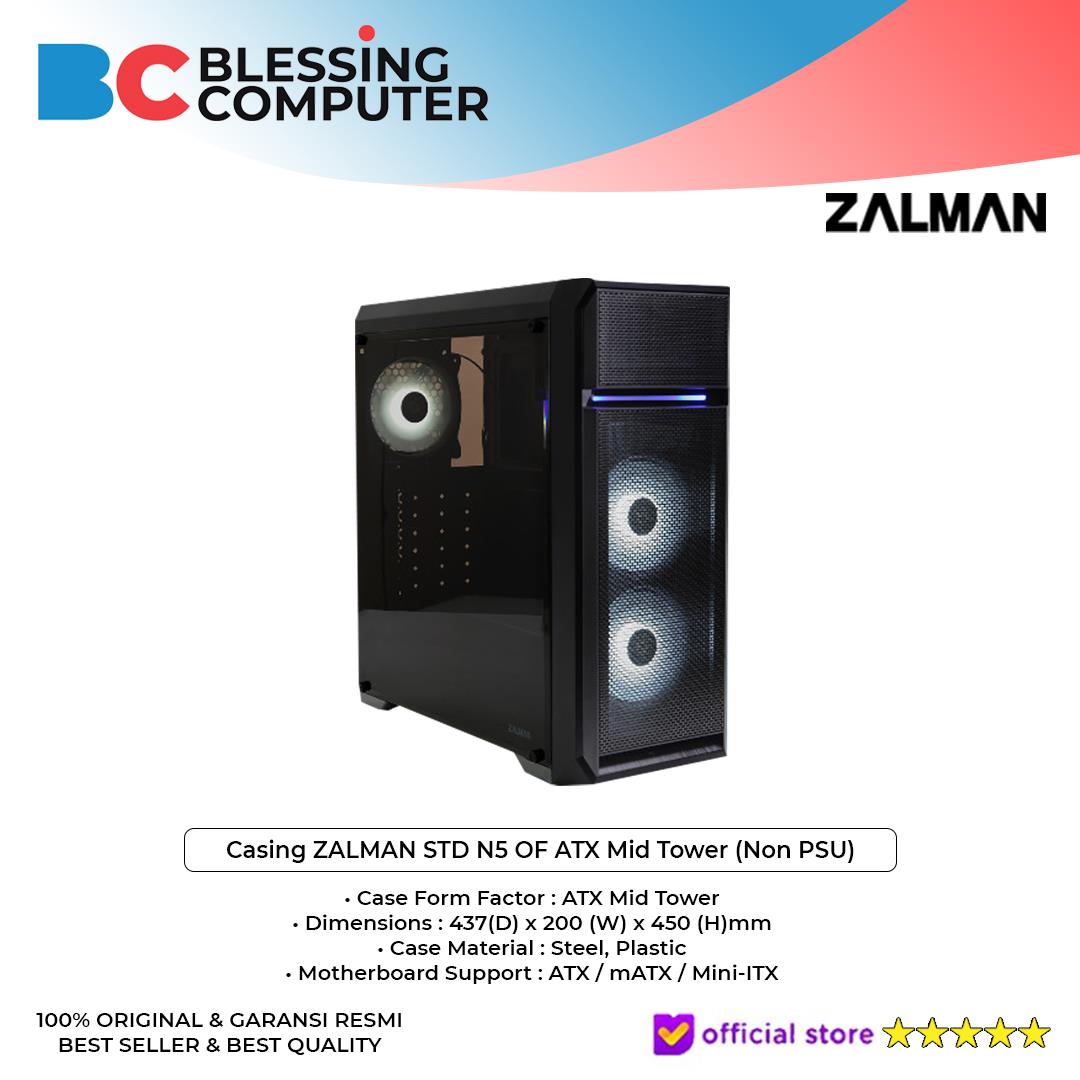 BC BLESSING
COMPUTER
ZALMAN
ZALMAN
Casing ZALMAN STD N5 OF ATX Mid Tower (Non PSU)
• Case Form Factor : ATX Mid Tower
• Dimensions : 437(D) x 200 (W) x 450 (H)mm
• Case Material : Steel, Plastic
• Motherboard Support : ATX / mATX / Mini-ITX
100% ORIGINAL & GARANSI RESMI
BEST SELLER & BEST QUALITY
official store